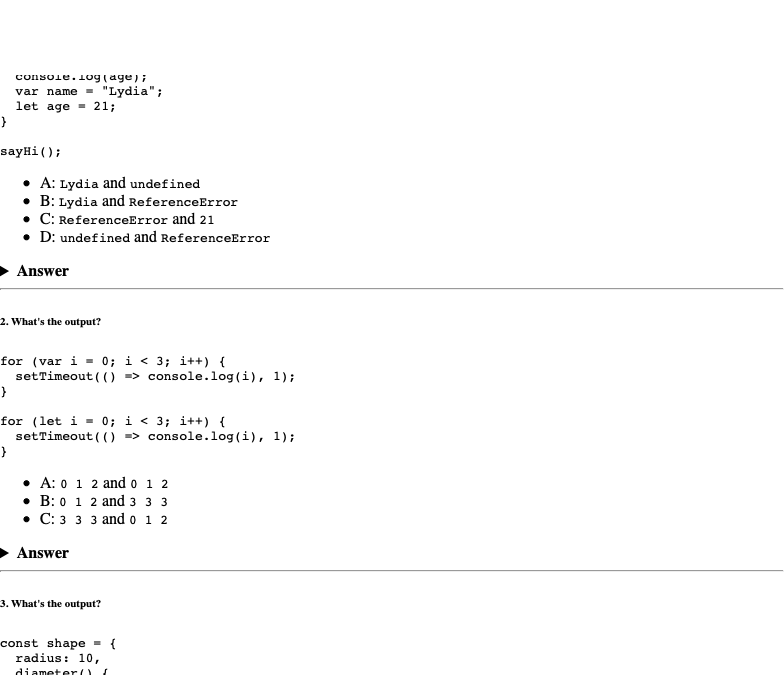 console.log(age);
var name = "Lydia";
let age = 21;
}
sayHi();
A: Lydia and undefined
B: Lydia and ReferenceError
C: ReferenceError and 21
D: undefined and ReferenceError
Answer
2. What's the output?
for (var i = 0; i < 3; i++) {
setTimeout(() => console.log(i), 1);
}
for (let i = 0; i < 3; i++) {
setTimeout(() => console.log(i), 1);
}
A: 0 1 2 and 0 1 2
B: 0 1 2 and 3 3 3
C: 3 3 3 and 0 1 2
Answer
3. What's the output?
const shape = {
radius: 10,
diameter() {